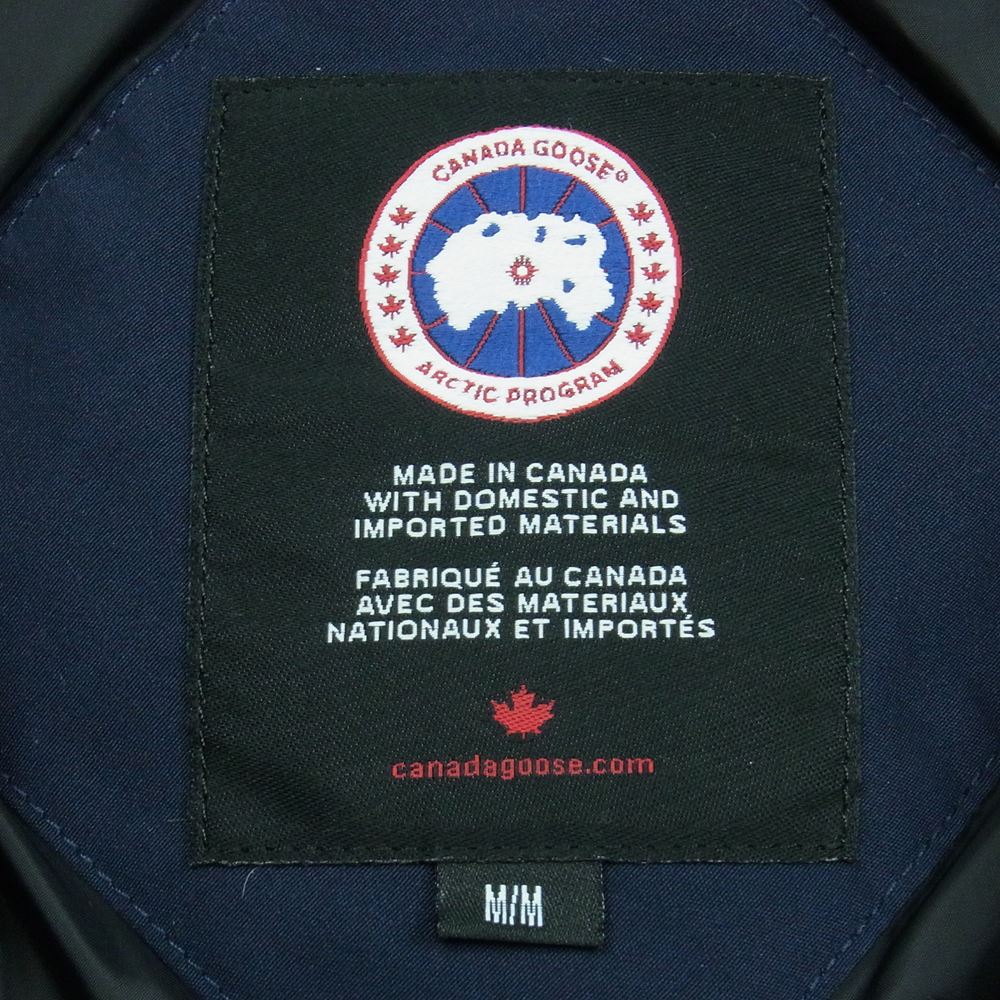 CANADA GOOSE®
ARCTIC PROGRAM
MADE IN CANADA
WITH DOMESTIC AND
IMPORTED MATERIALS
FABRIQUÉ AU CANADA
AVEC DES MATERIAUX
NATIONAUX ET IMPORTÉS
canadagoose.com
M/M